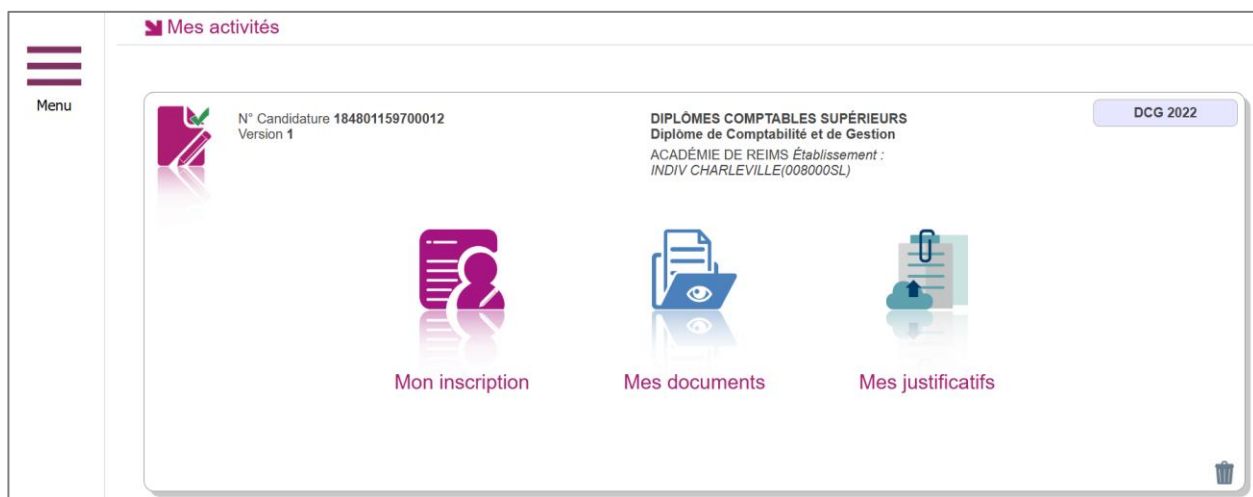 Mes activités
Menu
N° Candidature 184801159700012
Version 1
DIPLÔMES COMPTABLES SUPÉRIEURS
Diplôme de Comptabilité et de Gestion
ACADÉMIE DE REIMS Établissement :
INDIV CHARLEVILLE(008000SL)
DCG 2022
Mon inscription
Mes documents
Mes justificatifs